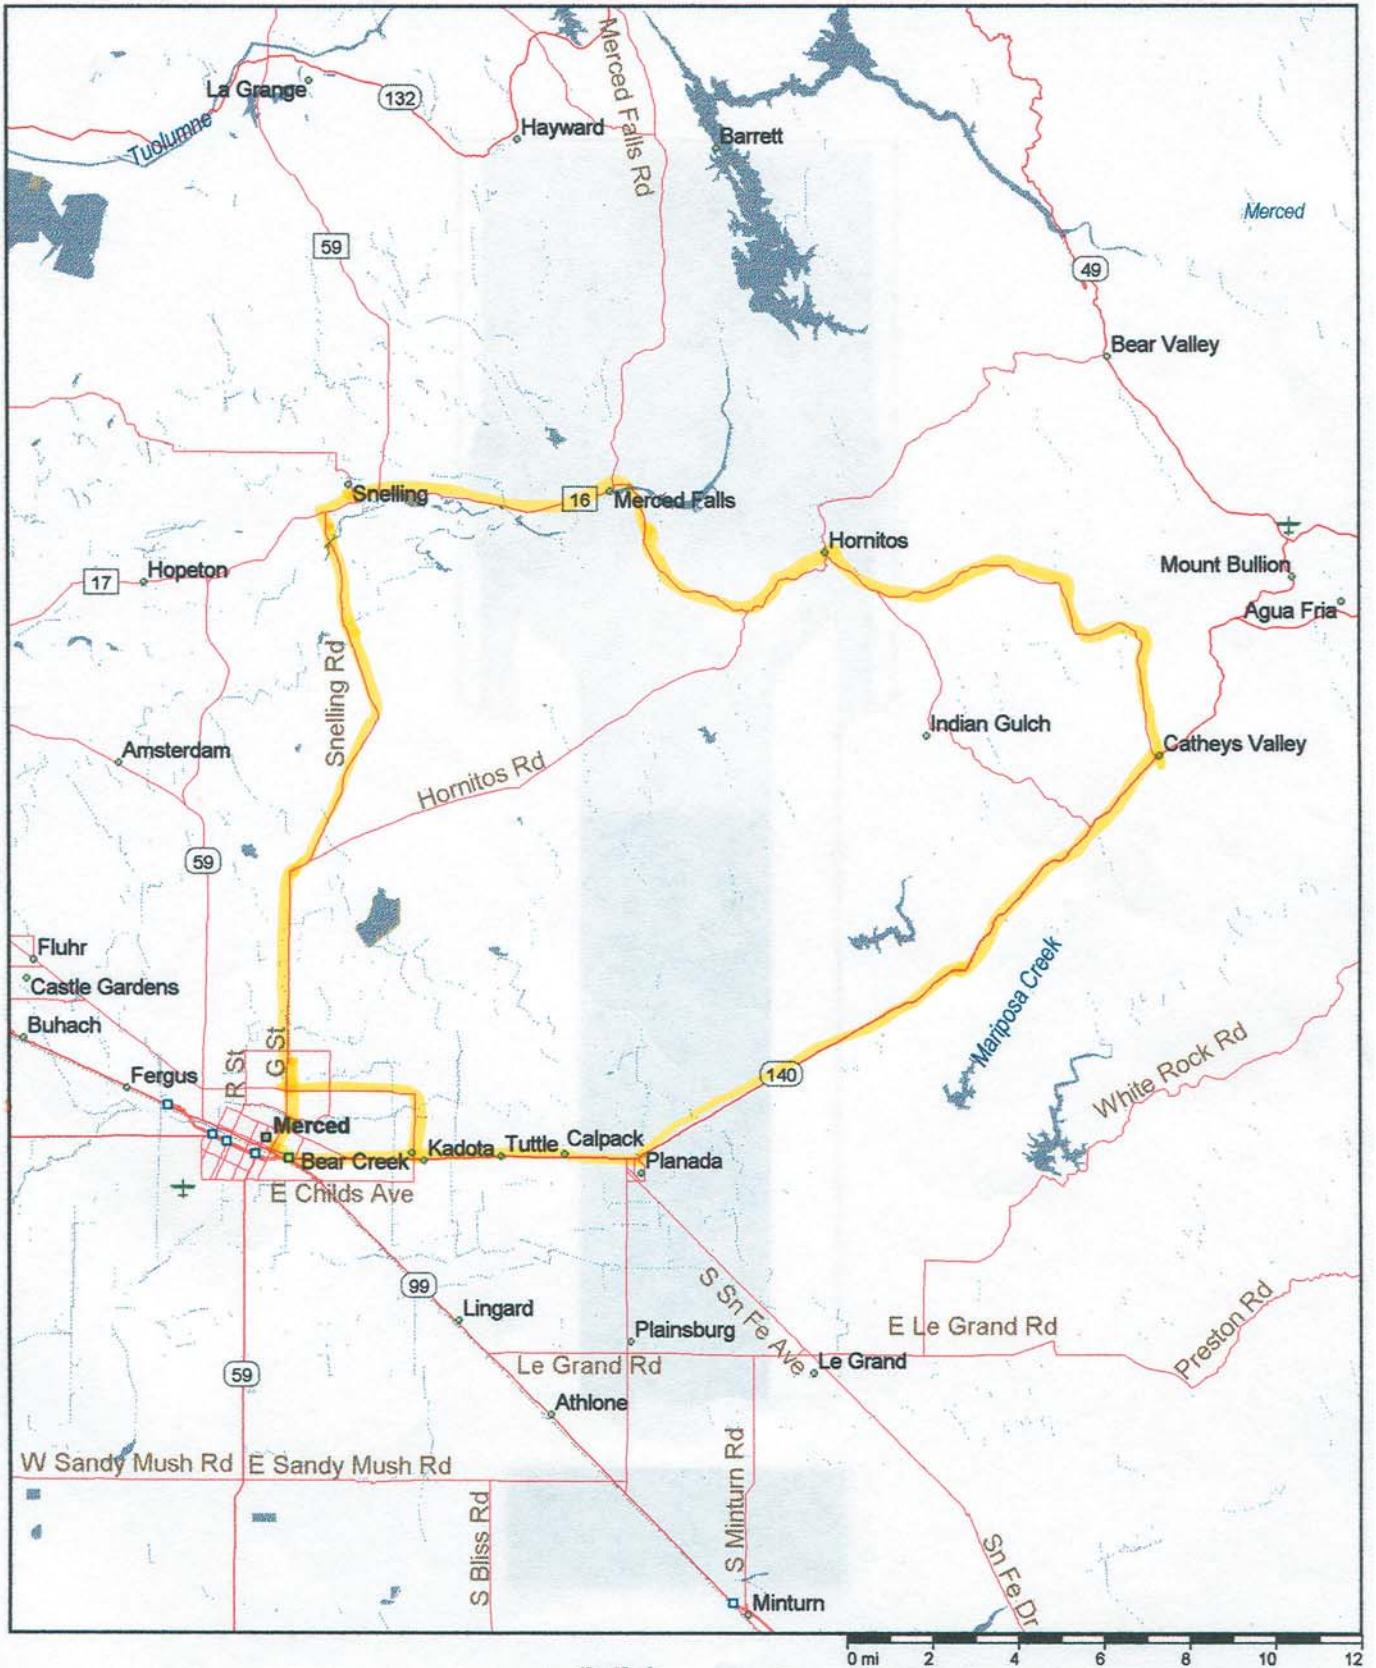 Merced Falls Rd
La Grange
132
Tuolumne
Hayward
Barrett
Merced
59
49
Bear Valley
Snelling
16
Merced Falls
Hornitos
17
Hopeton
Mount Bullion
Agua Fria
Snelling Rd
Indian Gulch
Catheys Valley
Amsterdam
Hornitos Rd
59
Fluhr
Castle Gardens
Buhach
Mariposa Creek
White Rock Rd
R St
G St
Fergus
140
Merced
Bear Creek
Kadota
Tuttle
Calpack
Planada
E Childs Ave
99
Lingard
S Sn Fe Ave
Plainsburg
E Le Grand Rd
Preston Rd
Le Grand Rd
Le Grand
59
Athlone
W Sandy Mush Rd
E Sandy Mush Rd
S Bliss Rd
S Minturn Rd
Sn Fe Dr
Minturn
0 mi 2 4 6 8 10 12